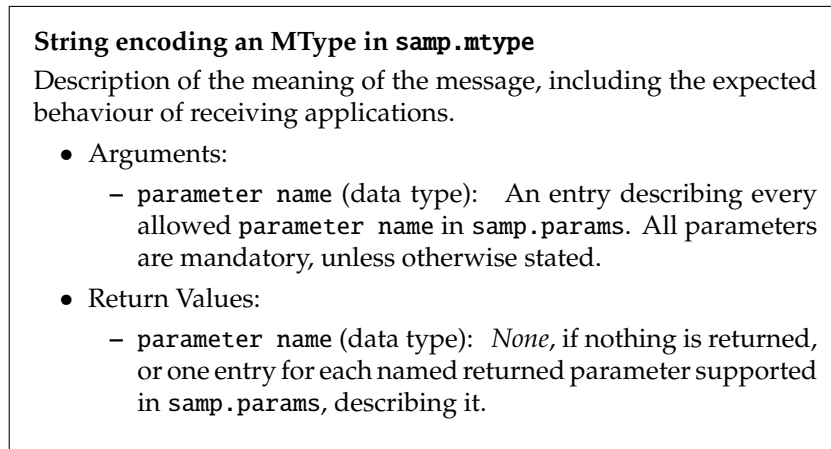 String encoding an MType in samp.mtype
Description of the meaning of the message, including the expected
behaviour of receiving applications.
• Arguments:
– parameter name (data type): An entry describing every
allowed parameter name in samp.params. All parameters
are mandatory, unless otherwise stated.
• Return Values:
– parameter name (data type): None, if nothing is returned,
or one entry for each named returned parameter supported
in samp.params, describing it.